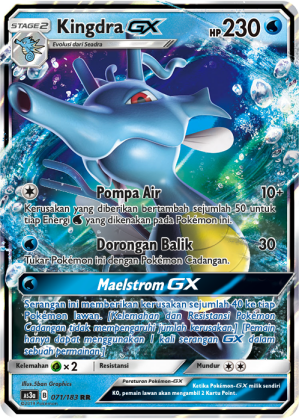 STAGE2 Kingdra GX HP 230
Evolusi dari Seadra
Pompa Air 10+
Kerusakan yang diberikan bertambah sejumlah 50 untuk
tiap Energi yang dikenakan pada Pokémon ini.
Dorongan Balik 30
Tukar Pokémon ini dengan Pokémon Cadangan.
Maelstrom GX
Serangan ini memberikan kerusakan sejumlah 40 ke tiap
Pokémon lawan. [Kelemahan dan Resistansi Pokémon
Cadangan tidak mempengaruhi jumlah kerusakan.] [Pemain
hanya dapat menggunakan 1 kali serangan GX dalam
sebuah permainan.]
Kelemahan ×2 Resistansi Mundur
Illus. 5ban Graphics
Peraturan Pokémon-GX
Ketika Pokémon-GX milik sendiri
KO, pemain lawan akan mengambil 2 Kartu Point.
AS3a B 071/183 RR